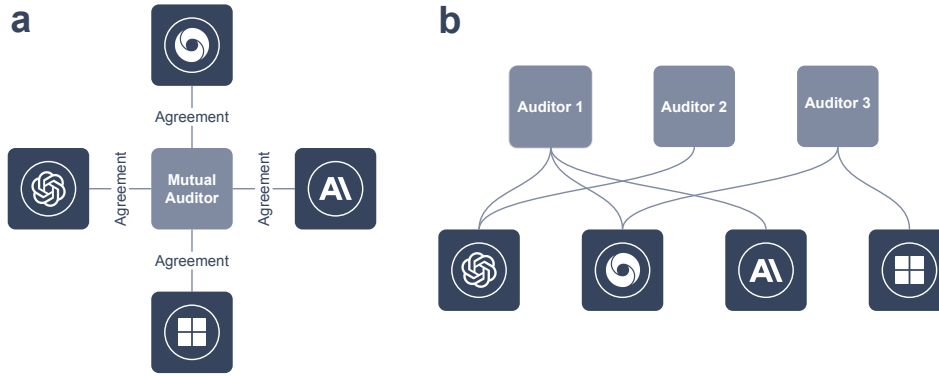 a
b
Agreement
Agreement
Mutual
Auditor
Agreement
Agreement
Auditor 1
Auditor 2
Auditor 3